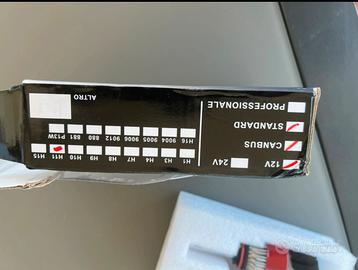 12V 24V
CANBUS
STANDARD
PROFESSIONALE
H1 H3 H4 H7 H8 H9 H10 H11 H15
H16 9004 9005 9006 9012 880 881 P13W
ALTRO